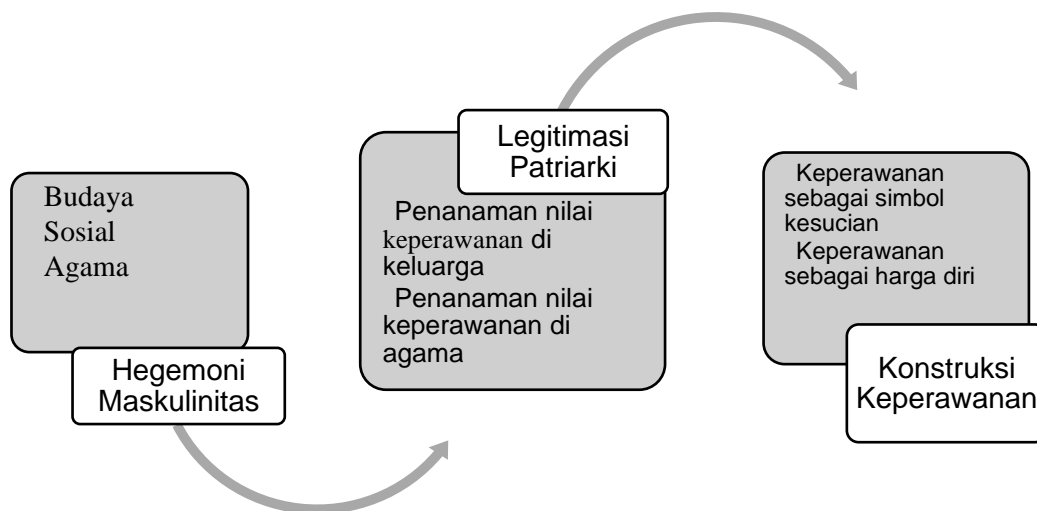 Budaya
Sosial
Agama
Hegemoni
Maskulinitas
Legitimasi
Patriarki
Penanaman nilai
keperawanan di
keluarga
Penanaman nilai
keperawanan di
agama
Keperawanan
sebagai simbol
kesucian
Keperawanan
sebagai harga diri
Konstruksi
Keperawanan